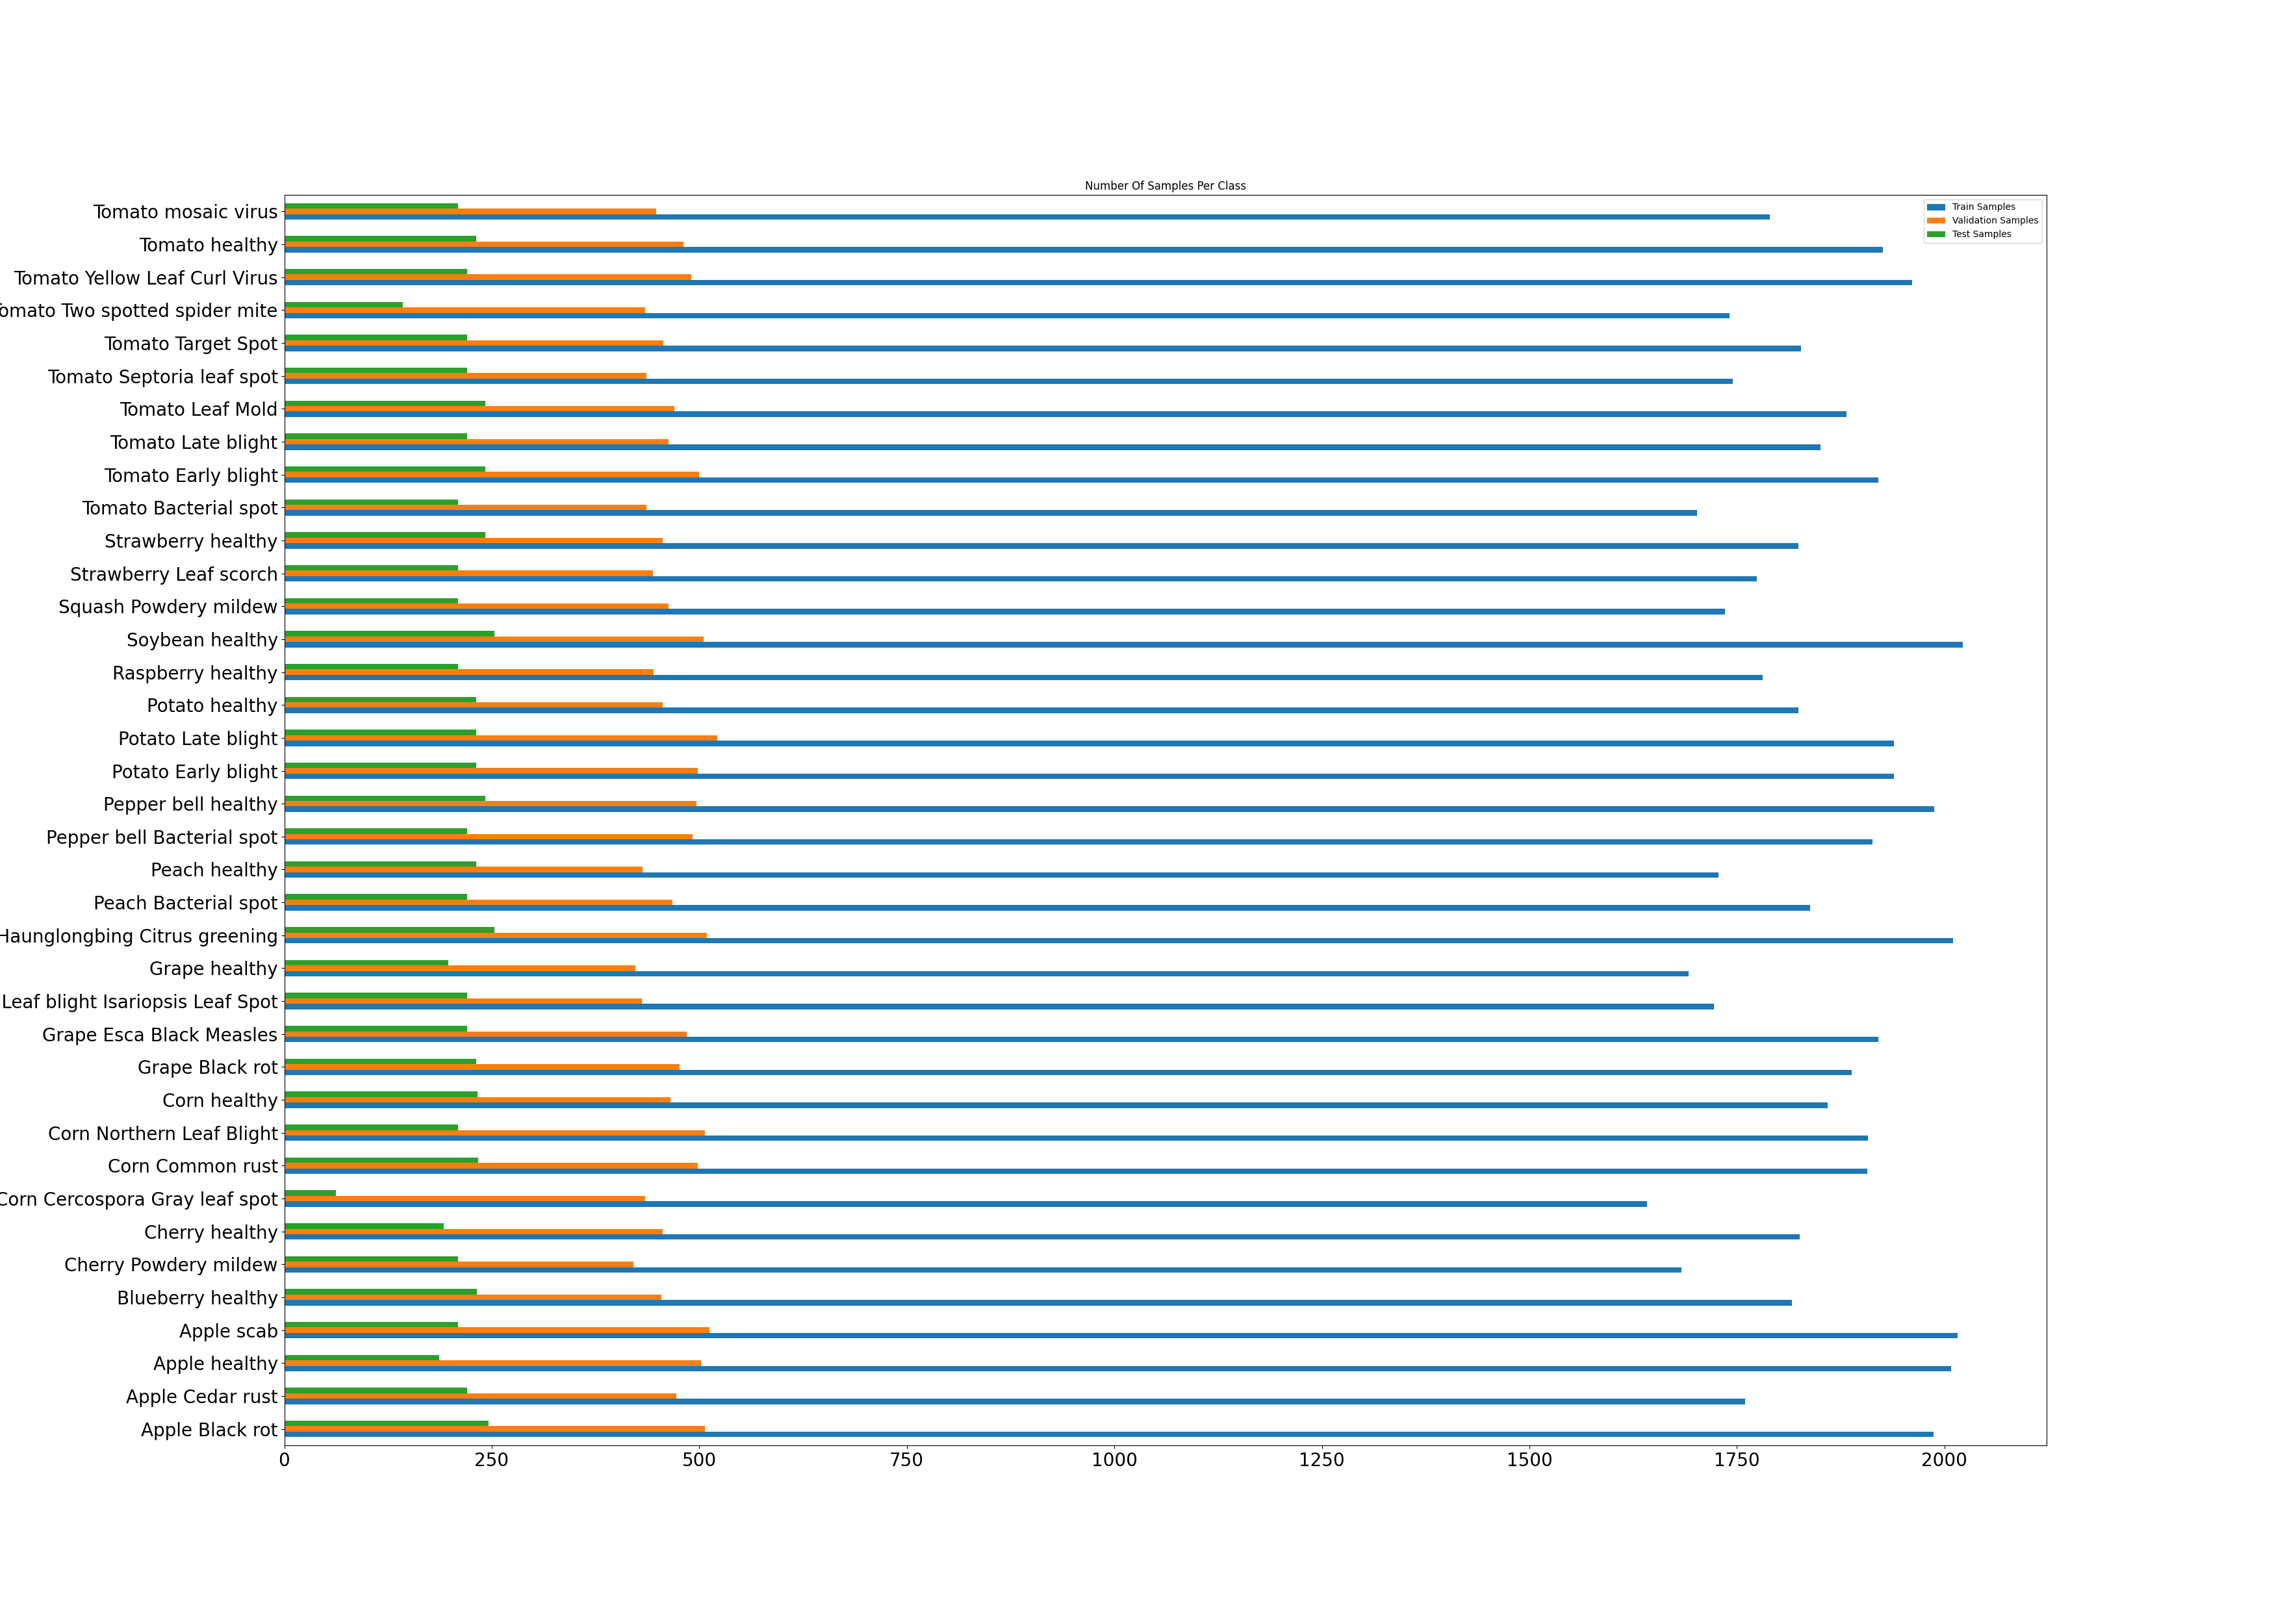 Number Of Samples Per Class
Train Samples
Validation Samples
Test Samples
Tomato mosaic virus
Tomato healthy
Tomato Yellow Leaf Curl Virus
Two spotted spider mite
Tomato Target Spot
Tomato Septoria leaf spot
Tomato Leaf Mold
Tomato Late blight
Tomato Early blight
Tomato Bacterial spot
Strawberry healthy
Strawberry Leaf scorch
Squash Powdery mildew
Soybean healthy
Raspberry healthy
Potato healthy
Potato Late blight
Potato Early blight
Pepper bell healthy
Pepper bell Bacterial spot
Peach healthy
Peach Bacterial spot
Haunglongbing Citrus greening
Grape healthy
Leaf blight Isariopsis Leaf Spot
Grape Esca Black Measles
Grape Black rot
Corn healthy
Corn Northern Leaf Blight
Corn Common rust
Corn Cercospora Gray leaf spot
Cherry healthy
Cherry Powdery mildew
Blueberry healthy
Apple scab
Apple healthy
Apple Cedar rust
Apple Black rot
0 250 500 750 1000 1250 1500 1750 2000